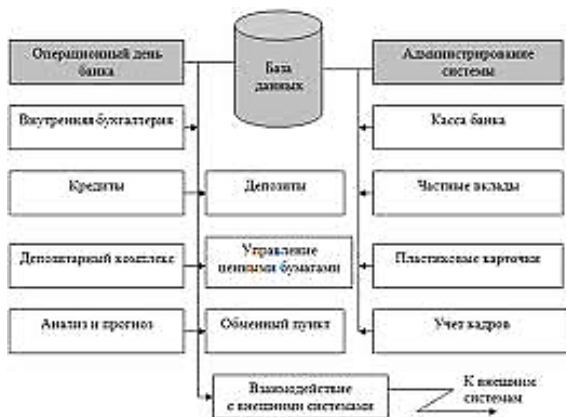 Операционный день
банка
База
данных
Администрирование
системы
Внутренняя бухгалтерия
Касса банка
Кредиты
Депозиты
Частные вклады
Депозитарный комплекс
Управление
ценными бумагами
Пластиковые карточки
Анализ и прогноз
Обменный пункт
Учет кадров
Взаимодействие
с внешними системами
К внешним
системам